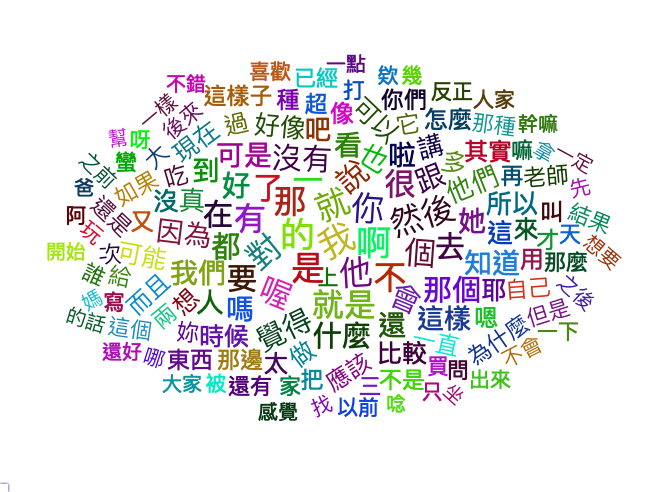 一點
喜歡
已經
欸
幾
不錯
這樣子
種
超
打
你們
反正
人家
一樣
後來
過
好像
吧
像
可以
它
怎麼
那種
幹嘛
幫
呀
大
現在
可是
沒有
看
也
啦
講
多
其實
嘛
拿
一定
之前
蠻
吃
到
好
了
那
一
說
很
跟
他們
再
老師
先
爸
如果
沒
真
在
有
的
就
你
然後
她
所以
叫
結果
阿
還是
又
因為
都
對
我
啊
個
去
這
來
才
天
想要
玩
次
可能
我們
要
是
上
他
不
知道
用
那麼
開始
誰
給
喔
就是
會
那個
耶
自己
之後
媽
寫
而且
想
人
嗎
什麼
還
這樣
嗯
但是
的話
這個
兩
妳
時候
覺得
一直
為什麼
一下
還好
哪
東西
那邊
太
做
比較
買
問
不會
大家
被
還有
家
把
應該
三
不是
只
坐
出來
感覺
找
以前
唸